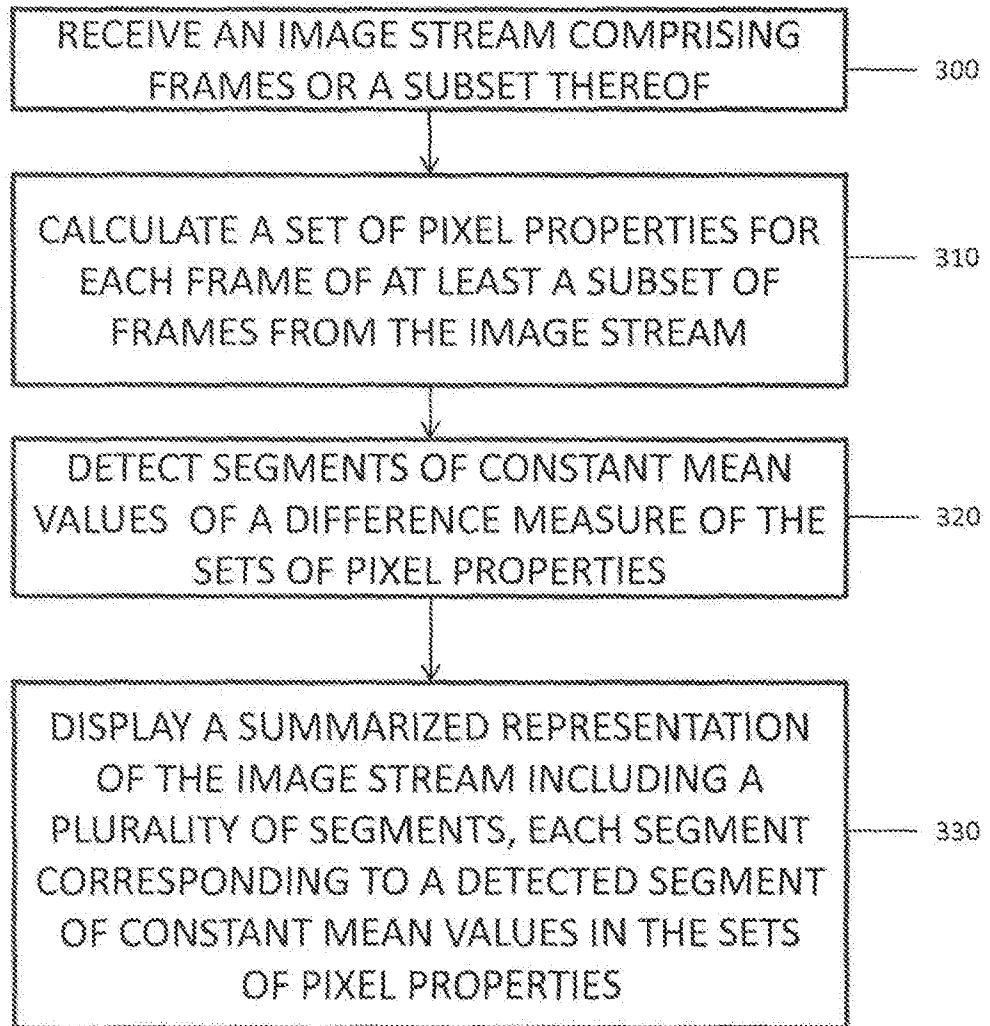 RECEIVE AN IMAGE STREAM COMPRISING
FRAMES OR A SUBSET THEREOF
300
CALCULATE A SET OF PIXEL PROPERTIES FOR
EACH FRAME OF AT LEAST A SUBSET OF
FRAMES FROM THE IMAGE STREAM
310
DETECT SEGMENTS OF CONSTANT MEAN
VALUES OF A DIFFERENCE MEASURE OF THE
SETS OF PIXEL PROPERTIES
320
DISPLAY A SUMMARIZED REPRESENTATION
OF THE IMAGE STREAM INCLUDING A
PLURALITY OF SEGMENTS, EACH SEGMENT
CORRESPONDING TO A DETECTED SEGMENT
OF CONSTANT MEAN VALUES IN THE SETS
OF PIXEL PROPERTIES
330